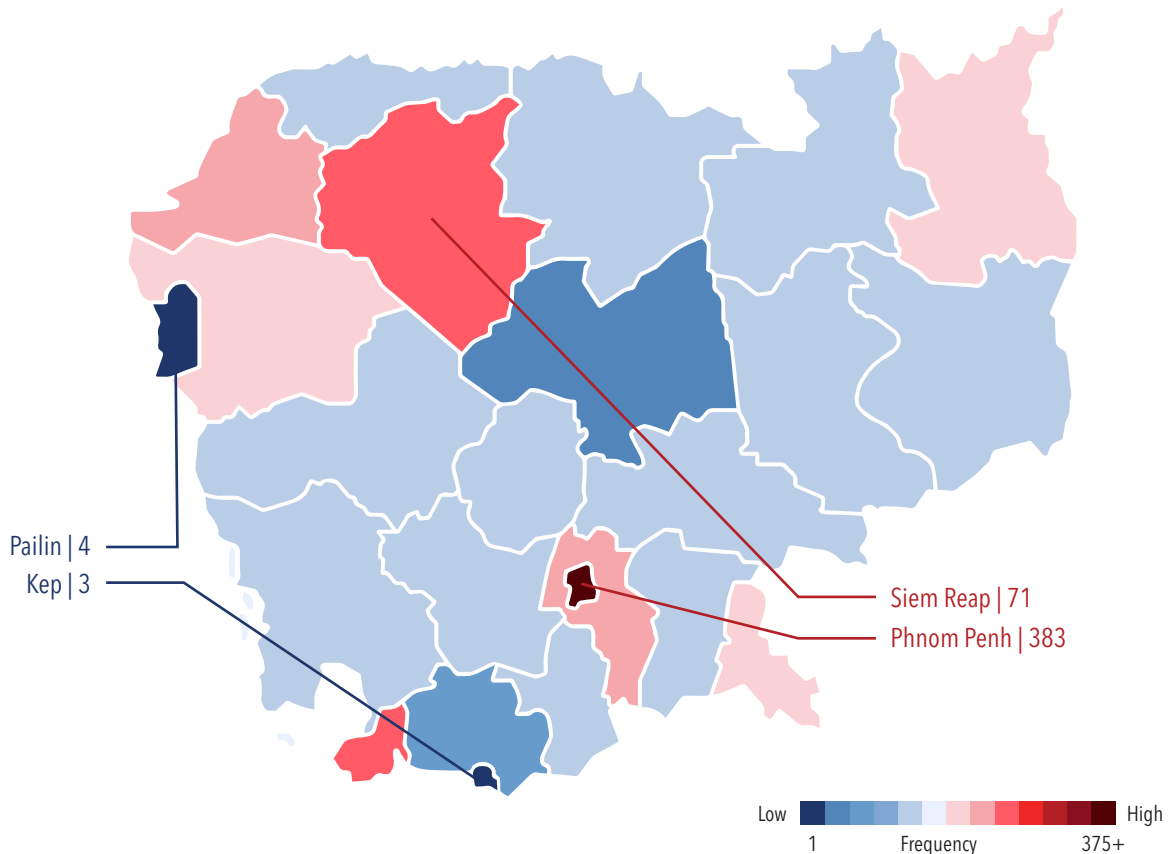 Pailin | 4
Kep | 3
Siem Reap | 71
Phnom Penh | 383
Low High
1 Frequency 375+